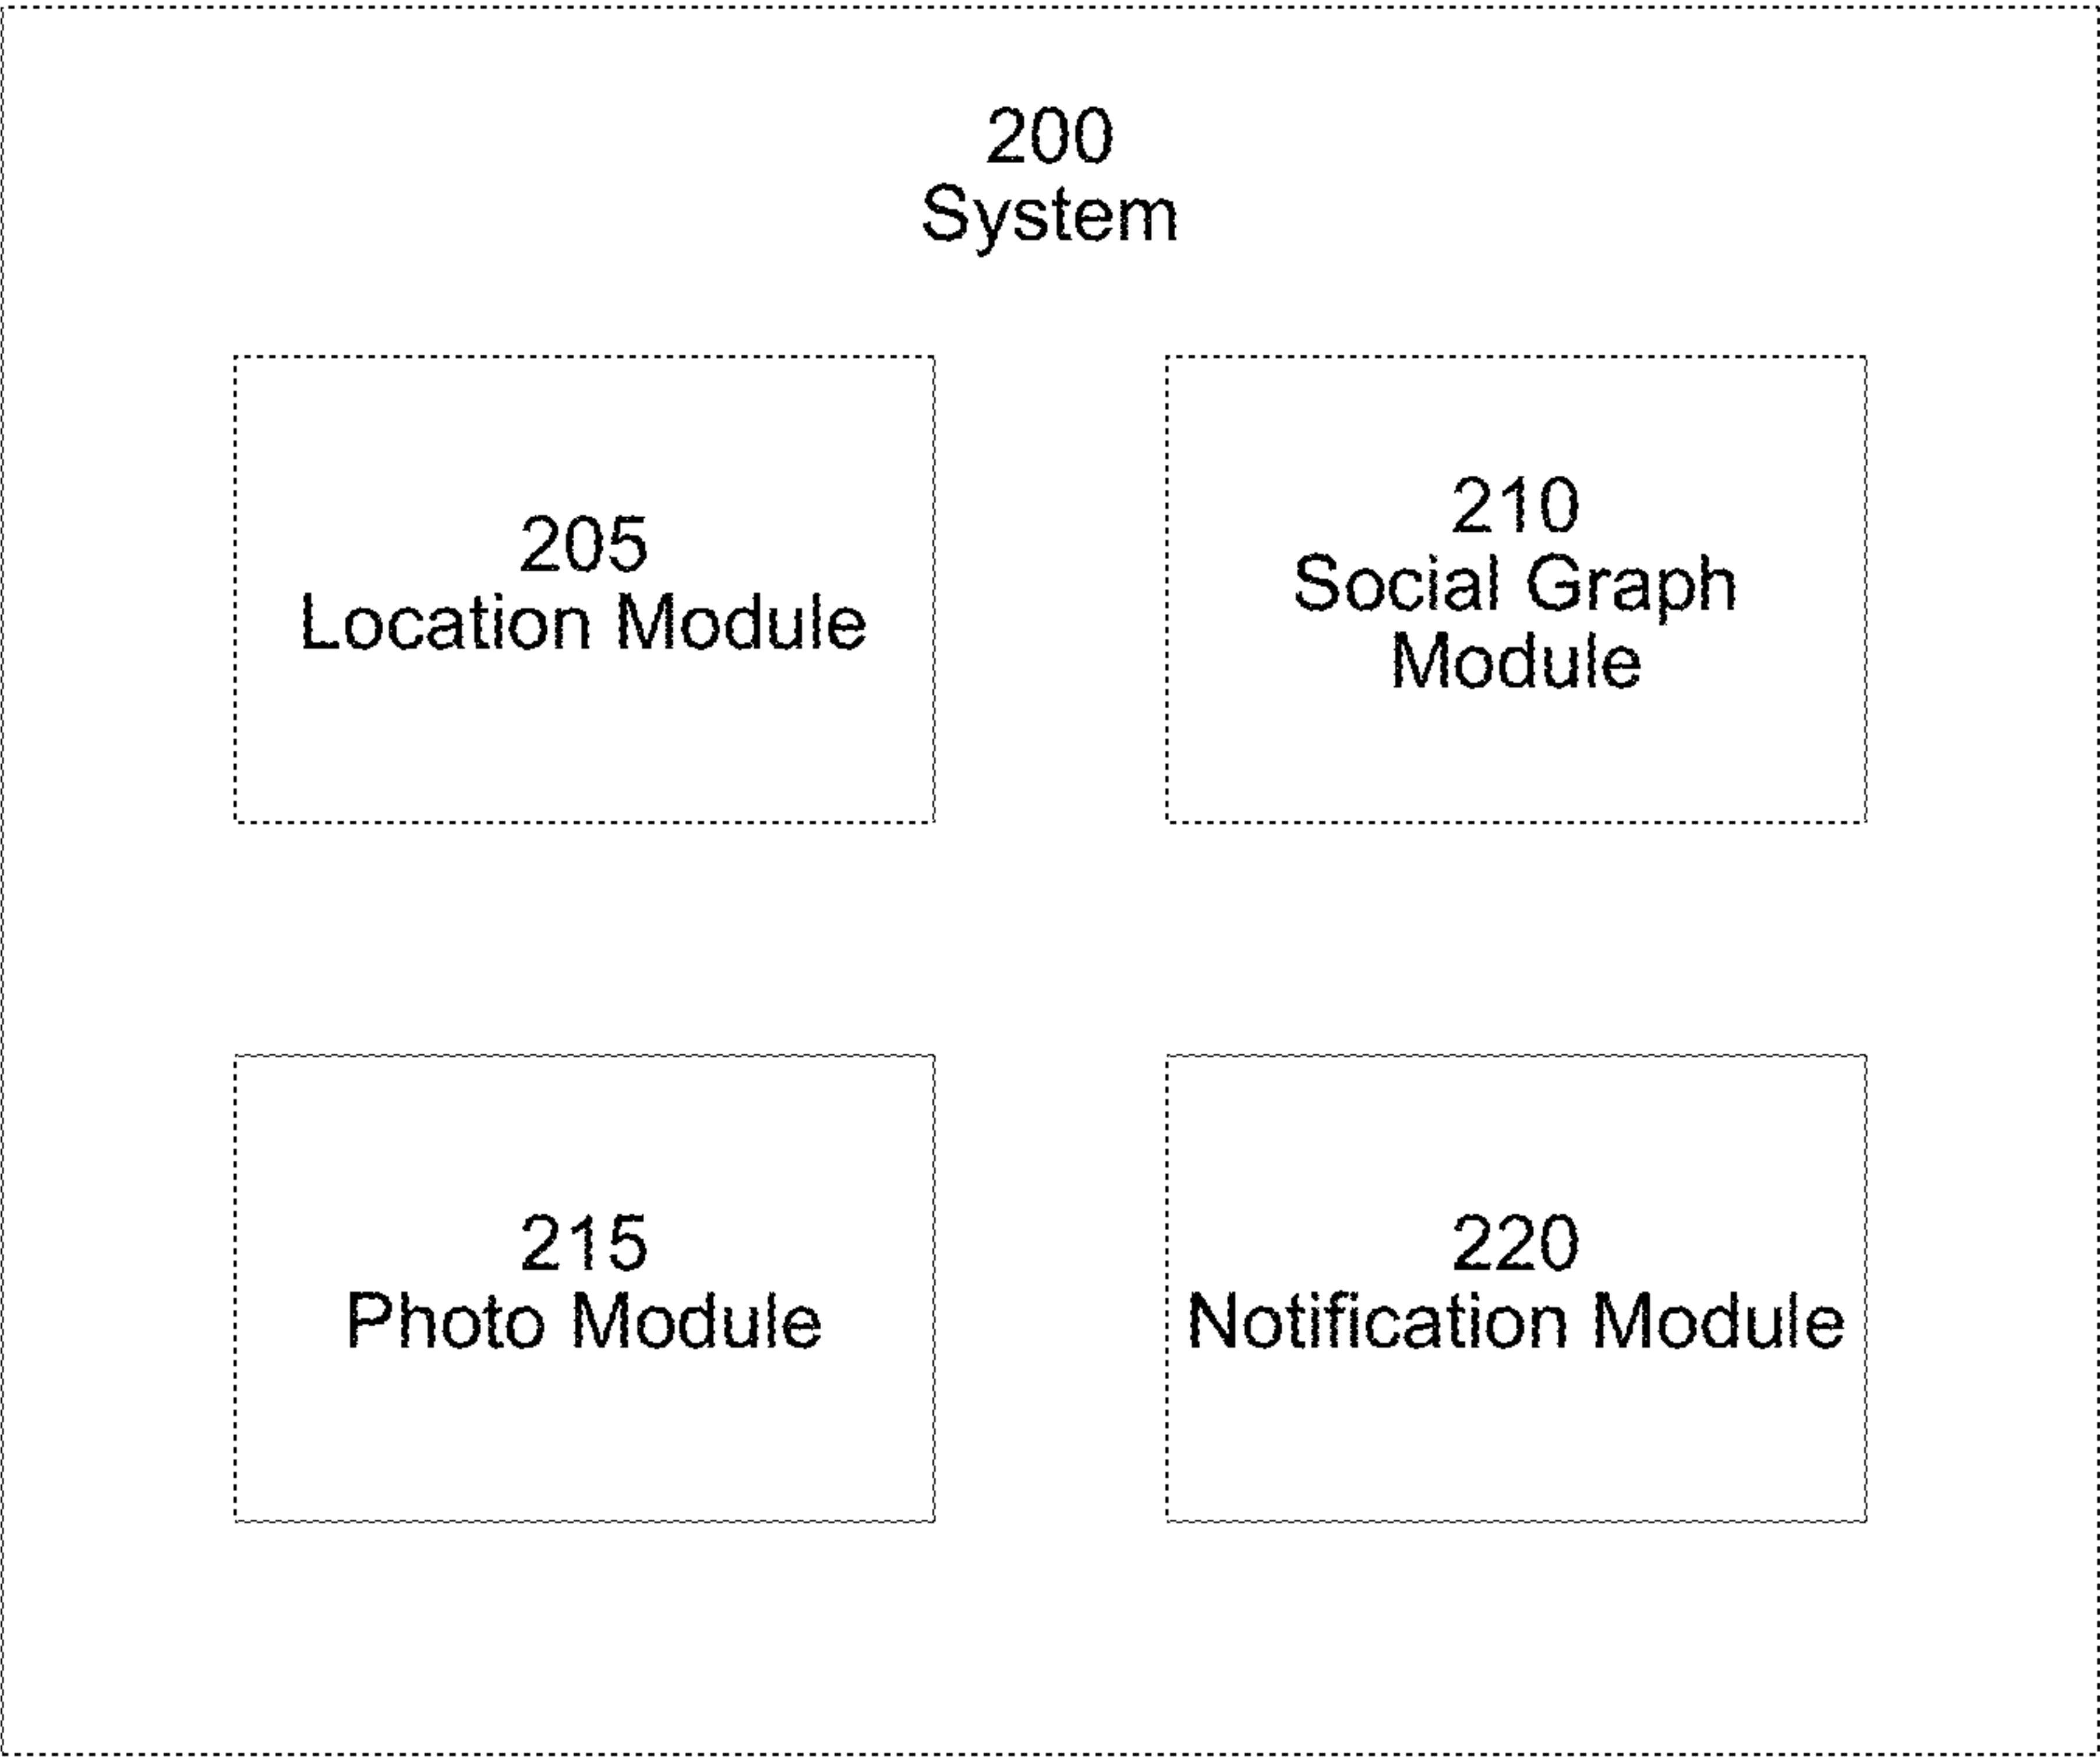 200
System
205
Location Module
210
Social Graph
Module
215
Photo Module
220
Notification Module